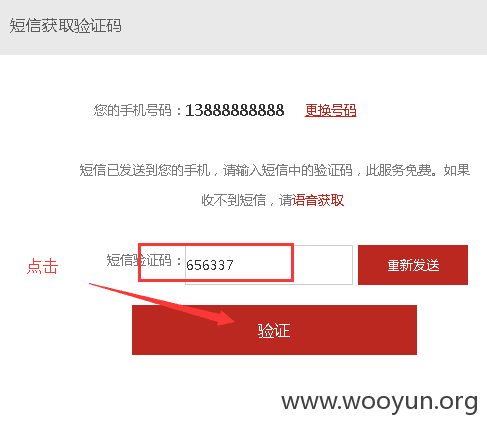 短信获取验证码
您的手机号码：13888888888 更换号码
短信已发送到您的手机，请输入短信中的验证码，此服务免费。如果
收不到短信，请语音获取
短信验证码：656337 重新发送
点击
验证
www.wooyun.org